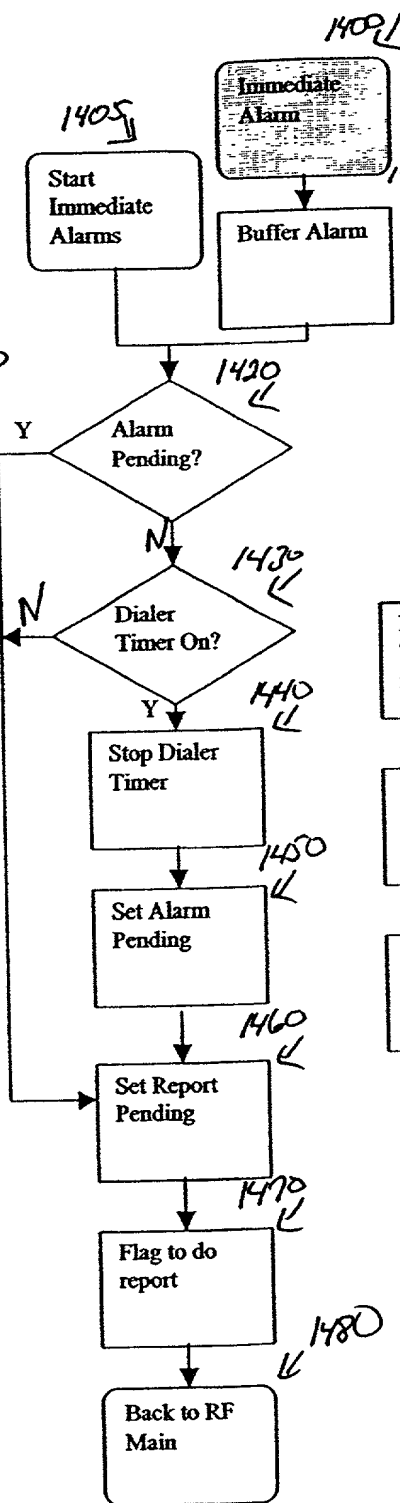 1400
Immediate
Alarm
1405
Start
Immediate
Alarms
Buffer Alarm
1420
Y
Alarm
Pending?
N
1430
N
Dialer
Timer On?
Y
1440
Stop Dialer
Timer
1450
Set Alarm
Pending
1460
Set Report
Pending
1470
Flag to do
report
1480
Back to RF
Main